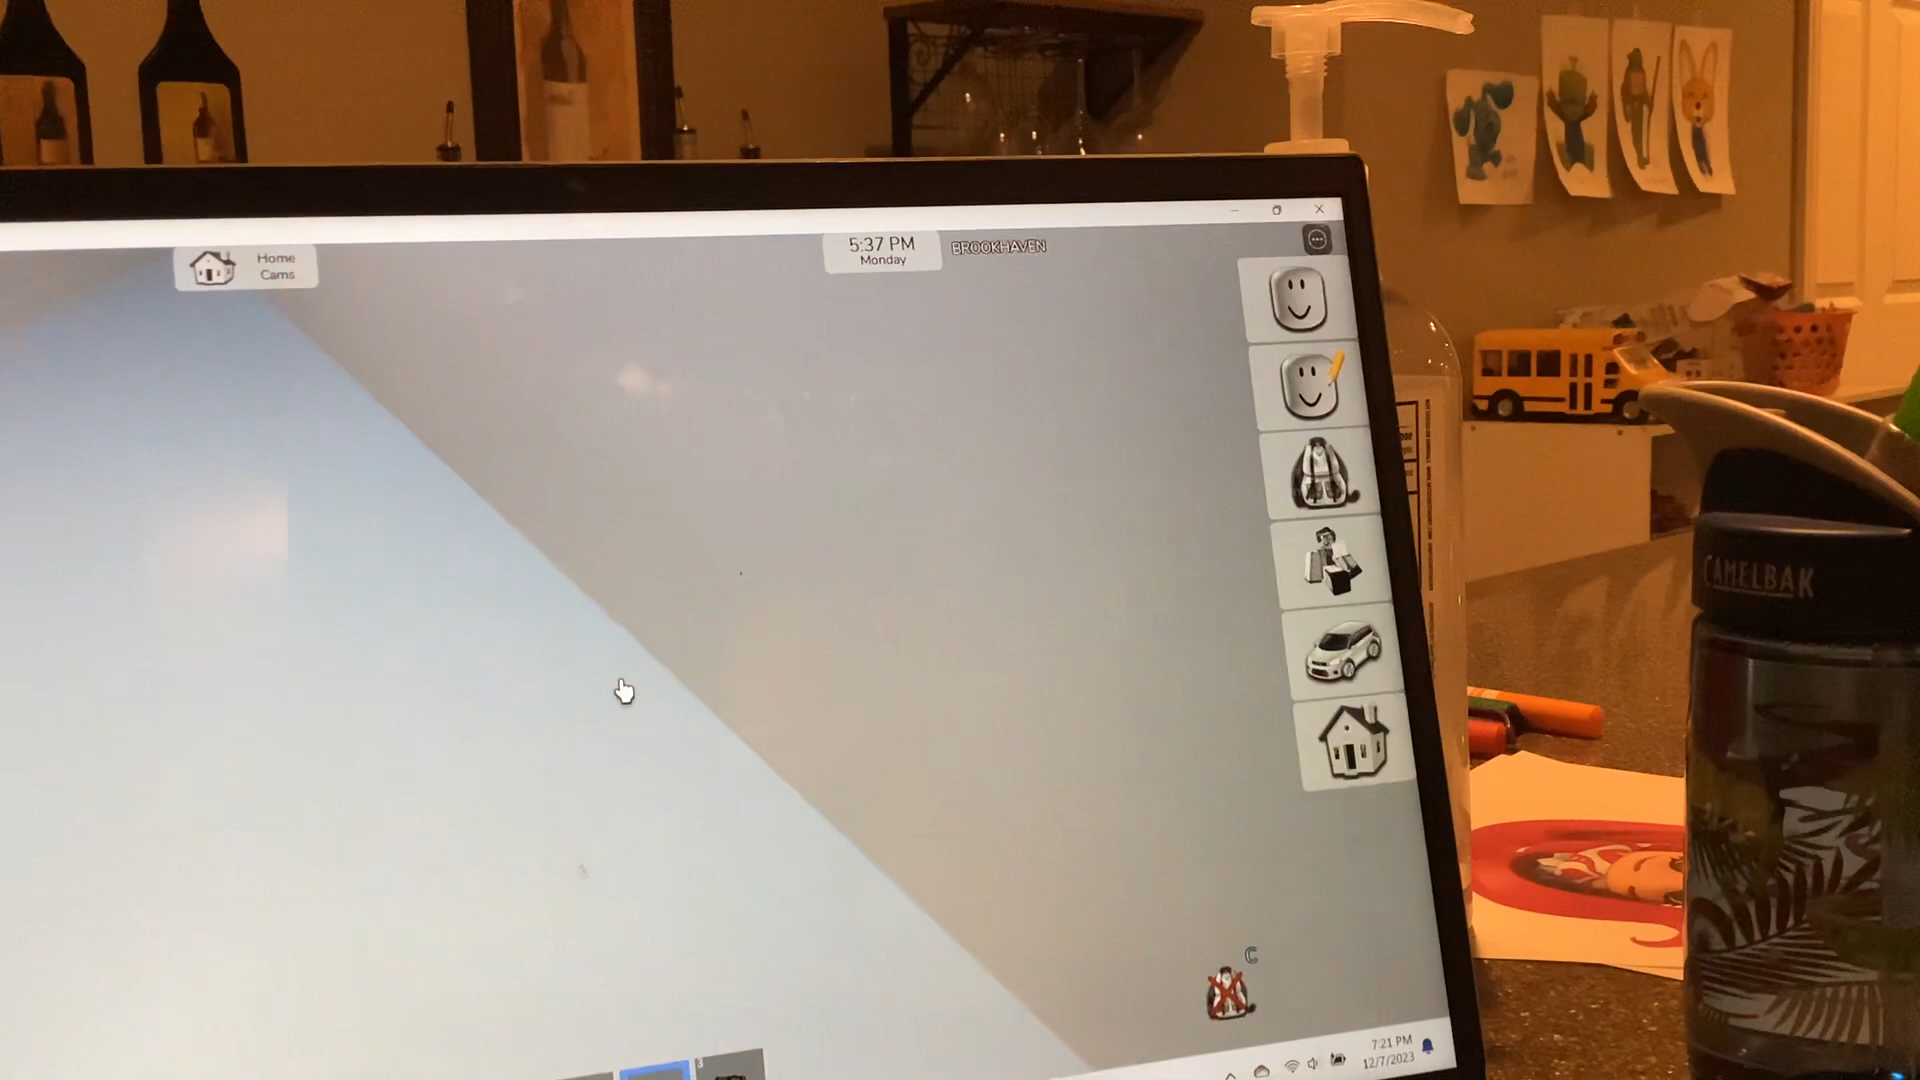 Home
Cams
5:37 PM
Monday
BROOKHAVEN
C
7:21 PM
12/7/2023
CAMELBAK